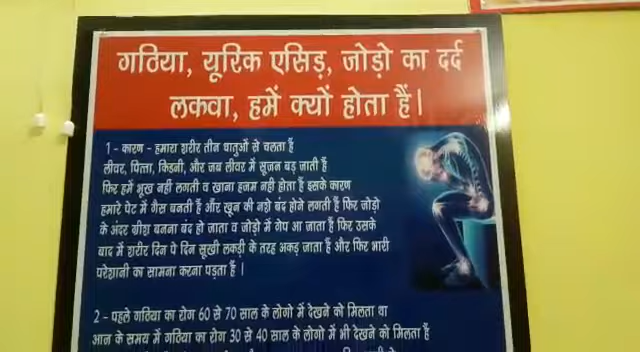 गठिया, यूरिक एसिड़, जोड़ो का दर्द
लकवा, हमें क्यों होता हैं।
1 - कारण - हमारा शरीर तीन धातुओं से चलता हैं
लीवर, पित्ता, किडनी, और जब लीवर में सूजन बड़ जाती हैं
फिर हमें भूख नहीं लगती व खाना हजम नही होता हैं इसके कारण
हमारे पेट में गैस बनती हैं और खून की नशे बंद होने लगती हैं फिर जोड़ो
के अंदर ग्रीश बनना बंद हो जाता व जोड़ो में गेप आ जाता हैं फिर उसके
बाद में शरीर दिन पे दिन सूखी लकड़ी के तरह अकड़ जाता हैं और फिर भारी
परेशानी का सामना करना पड़ता हैं |
2 - पहले गठिया का रोग 60 से 70 साल के लोगो में देखने को मिलता था
आज के समय में गठिया का रोग 30 से 40 साल के लोगो में भी देखने को मिलता हैं